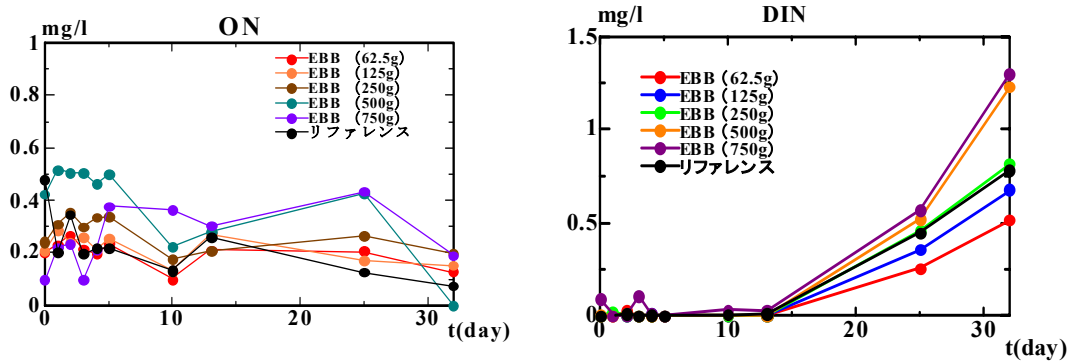 mg/l
ON
1
0.8
0.6
0.4
0.2
0
0
10
20
30
t(day)
EBB (62.5g)
EBB (125g)
EBB (250g)
EBB (500g)
EBB (750g)
リファレンス
mg/l
DIN
1.5
1
0.5
0
0
10
20
30
t(day)
EBB (62.5g)
EBB (125g)
EBB (250g)
EBB (500g)
EBB (750g)
リファレンス